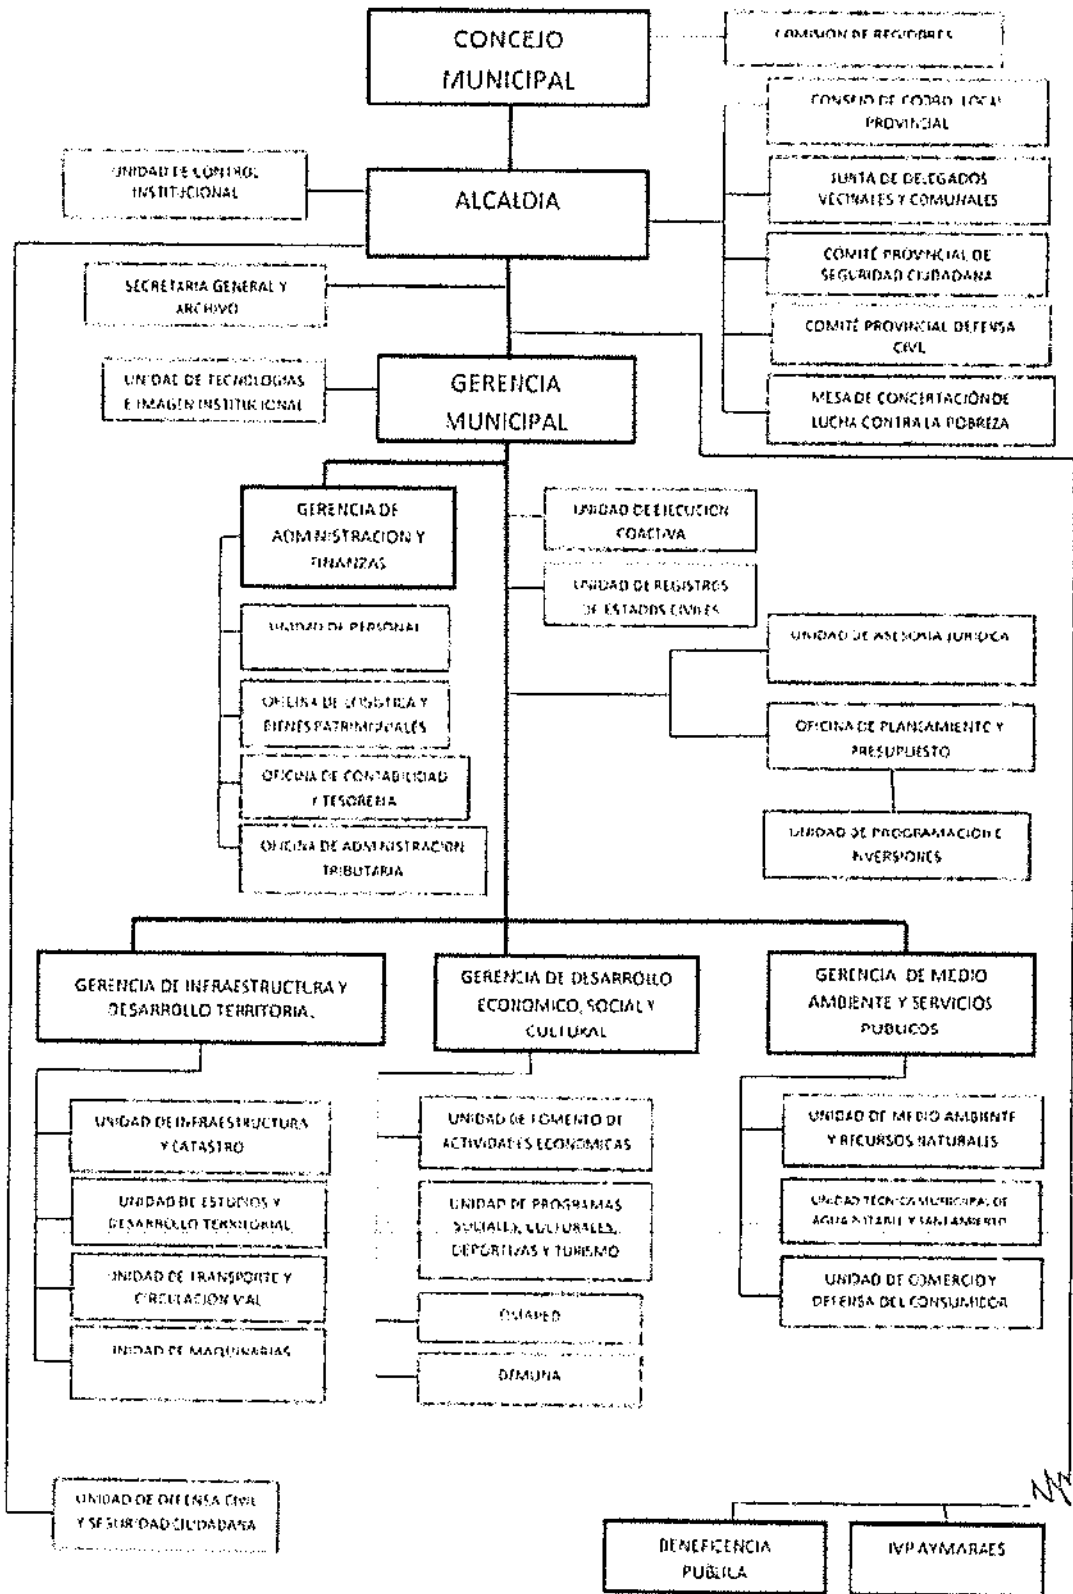 CONCEJO
MUNICIPAL
COMISION DE REGIDORES
CONSEJO DE COORD. LOCAL
PROVINCIAL
UNIDAD DE CONTROL
INSTITUCIONAL
ALCALDIA
JUNTA DE DELEGADOS
VECINALES Y COMUNALES
COMITÉ PROVINCIAL DE
SEGURIDAD CIUDADANA
SECRETARIA GENERAL Y
ARCHIVO
COMITÉ PROVINCIAL DEFENSA
CIVIL
UNIDAD DE TECNOLOGIAS
E IMAGEN INSTITUCIONAL
GERENCIA
MUNICIPAL
MESA DE CONCERTACIÓN DE
LUCHA CONTRA LA POBREZA
GERENCIA DE
ADMINISTRACION Y
FINANZAS
UNIDAD DE EJECUCION
COACTIVA
UNIDAD DE REGISTROS
DE ESTADOS CIVILES
UNIDAD DE PERSONAL
UNIDAD DE ASESORIA JURIDICA
OFICINA DE LOGISTICA Y
BIENES PATRIMONIALES
OFICINA DE PLANEAMIENTO Y
PRESUPUESTO
OFICINA DE CONTABILIDAD
Y TESORERIA
OFICINA DE ADMINISTRACION
TRIBUTARIA
UNIDAD DE PROGRAMACIÓN E
INVERSIONES
GERENCIA DE INFRAESTRUCTURA Y
DESARROLLO TERRITORIAL
GERENCIA DE DESARROLLO
ECONOMICO, SOCIAL Y
CULTURAL
GERENCIA DE MEDIO
AMBIENTE Y SERVICIOS
PUBLICOS
UNIDAD DE INFRAESTRUCTURA
Y CATASTRO
UNIDAD DE FOMENTO DE
ACTIVIDADES ECONOMICAS
UNIDAD DE MEDIO AMBIENTE
Y RECURSOS NATURALES
UNIDAD DE ESTUDIOS Y
DESARROLLO TERRITORIAL
UNIDAD DE PROGRAMAS
SOCIALES, CULTURALES,
DEPORTIVAS Y TURISMO
UNIDAD TÉCNICA MUNICIPAL DE
AGUA POTABLE Y SANEAMIENTO
UNIDAD DE TRANSPORTE Y
CIRCULACION VIAL
UNIDAD DE COMERCIO Y
DEFENSA DEL CONSUMIDOR
OMAPED
UNIDAD DE MAQUINARIAS
DEMUNA
UNIDAD DE DEFENSA CIVIL
Y SEGURIDAD CIUDADANA
BENEFICENCIA
PUBLICA
IVP AYMARAES